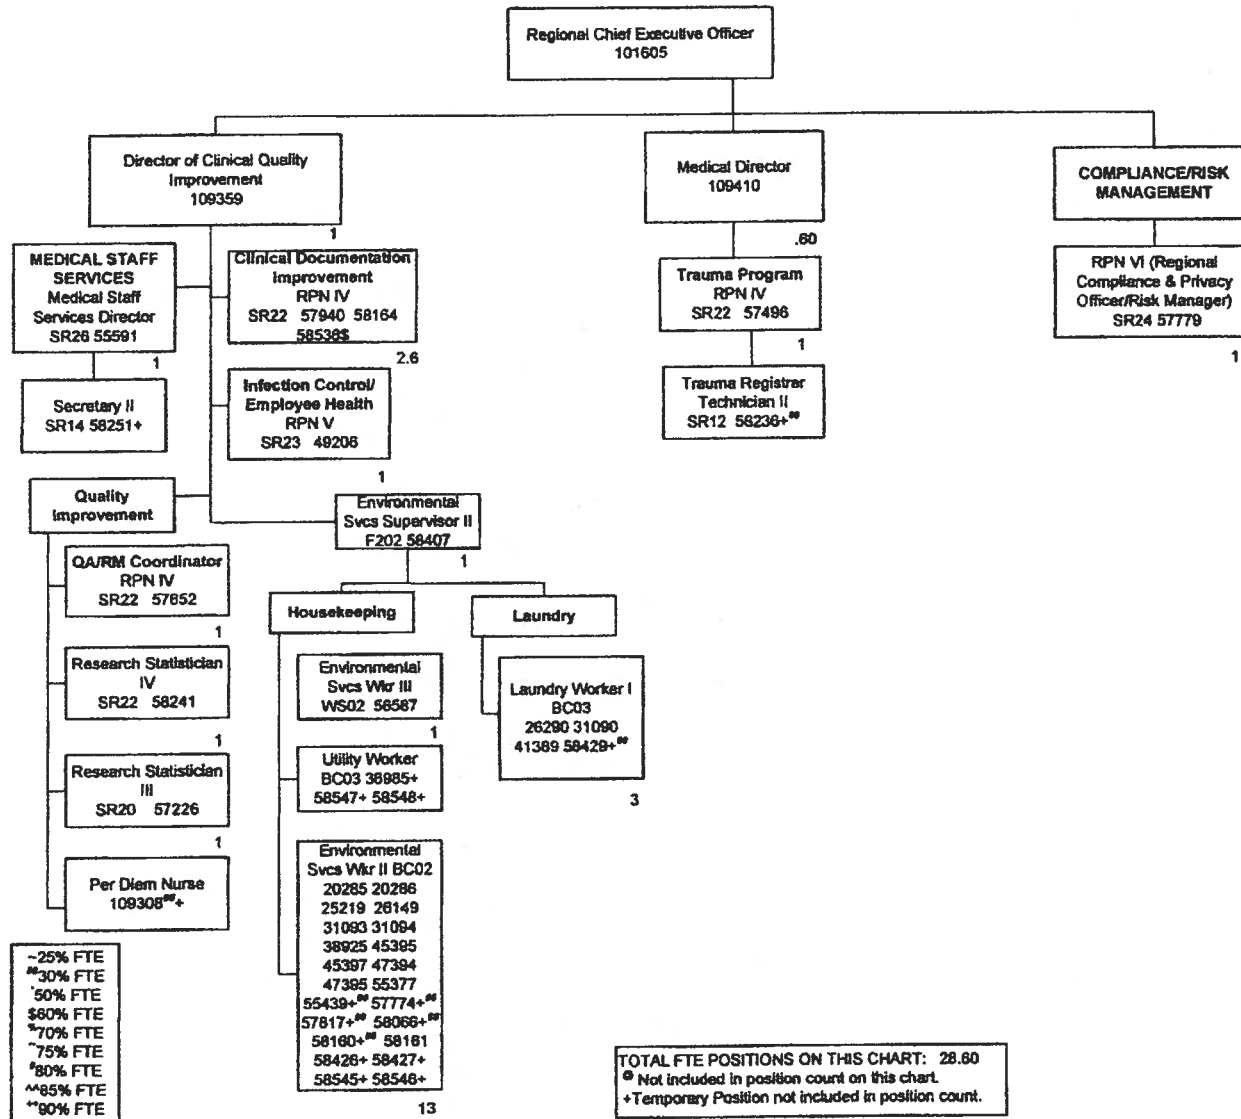 Regional Chief Executive Officer
101605
Director of Clinical Quality
Improvement
109359
1
Medical Director
109410
.60
COMPLIANCE/RISK
MANAGEMENT
MEDICAL STAFF
SERVICES
Medical Staff
Services Director
SR26 55591
1
Clinical Documentation
Improvement
RPN IV
SR22 57940 58164
58536$
2.6
Trauma Program
RPN IV
SR22 57496
1
RPN VI (Regional
Compliance & Privacy
Officer/Risk Manager)
SR24 57779
1
Secretary II
SR14 58251+
Infection Control/
Employee Health
RPN V
SR23 49206
1
Trauma Registrar
Technician II
SR12 56236+
Quality
Improvement
Environmental
Svcs Supervisor II
F202 58407
1
QA/RM Coordinator
RPN IV
SR22 57652
1
Housekeeping
Laundry
Research Statistician
IV
SR22 58241
1
Environmental
Svcs Wkr III
WS02 56587
1
Laundry Worker I
BC03
26290 31090
41389 58429+
3
Research Statistician
III
SR20 57226
1
Utility Worker
BC03 36985+
58547+ 58548+
Per Diem Nurse
109308 +
Environmental
Svcs Wkr II BC02
20285 20286
25219 26149
31093 31094
38925 45395
45397 47394
47395 55377
55439+ 57774+
57817+ 58066+
58160+ 58161
58426+ 58427+
58545+ 58546+
13
~25% FTE
30% FTE
50% FTE
$60% FTE
70% FTE
75% FTE
80% FTE
^^85% FTE
90% FTE
TOTAL FTE POSITIONS ON THIS CHART: 28.60
@ Not included in position count on this chart.
+Temporary Position not included in position count.